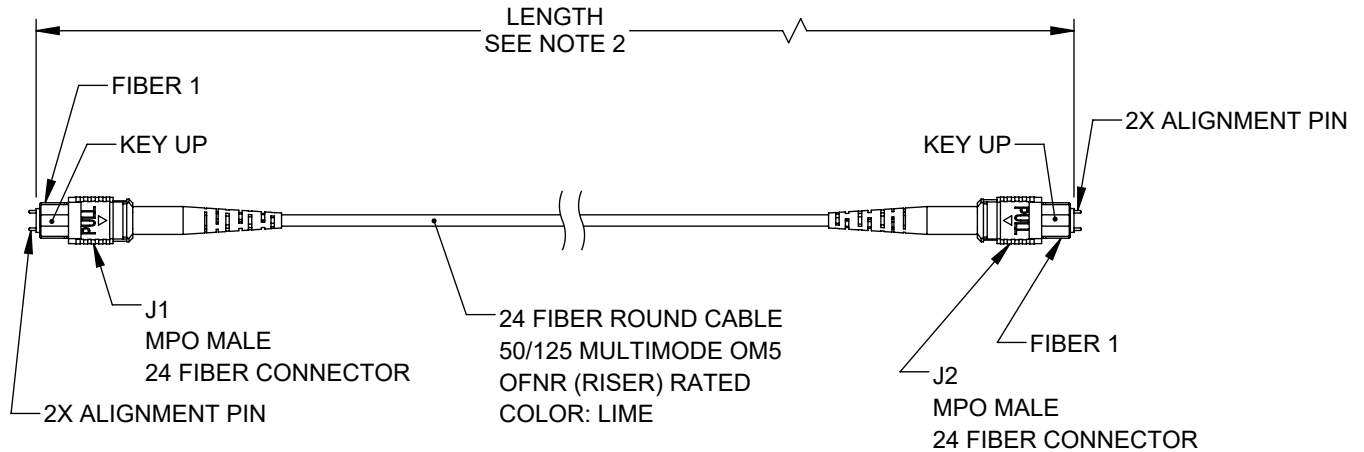 LENGTH
SEE NOTE 2
FIBER 1
KEY UP
KEY UP
2X ALIGNMENT PIN
PULL
PULL
J1
MPO MALE
24 FIBER CONNECTOR
2X ALIGNMENT PIN
24 FIBER ROUND CABLE
50/125 MULTIMODE OM5
OFNR (RISER) RATED
COLOR: LIME
FIBER 1
J2
MPO MALE
24 FIBER CONNECTOR